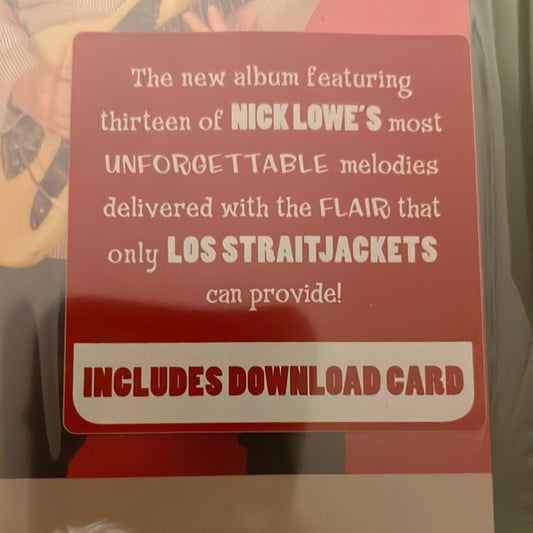 The new album featuring
thirteen of NICK LOWE'S most
UNFORGETTABLE melodies
delivered with the FLAIR that
only LOS STRAITJACKETS
can provide!
INCLUDES DOWNLOAD CARD